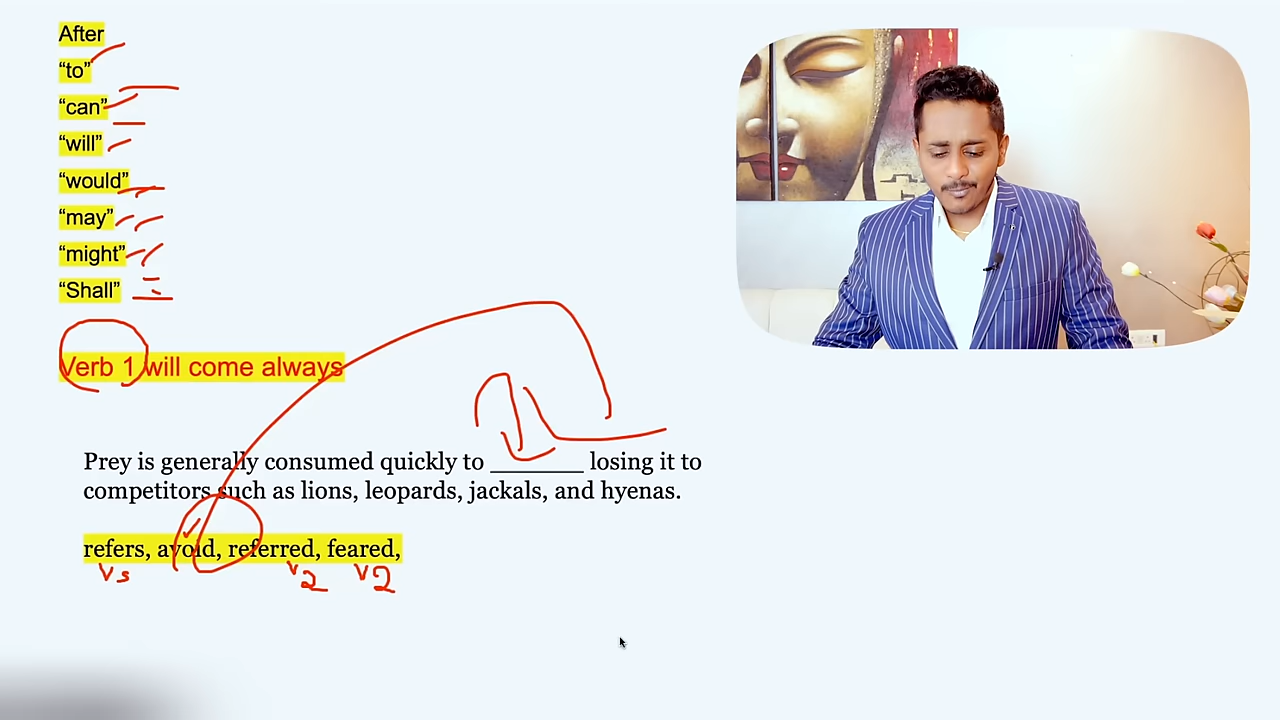 After
“to”
“can”
“will”
“would”
“may”
“might”
“Shall”
Verb 1 will come always
Prey is generally consumed quickly to ______ losing it to
competitors such as lions, leopards, jackals, and hyenas.
refers, avoid, referred, feared,
Vs V2 V2